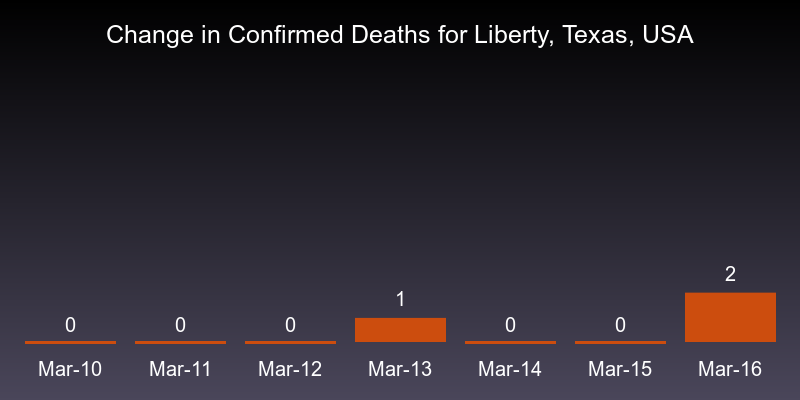 Change in Confirmed Deaths for Liberty, Texas, USA
2
1
0 0 0 0 0
Mar-10 Mar-11 Mar-12 Mar-13 Mar-14 Mar-15 Mar-16